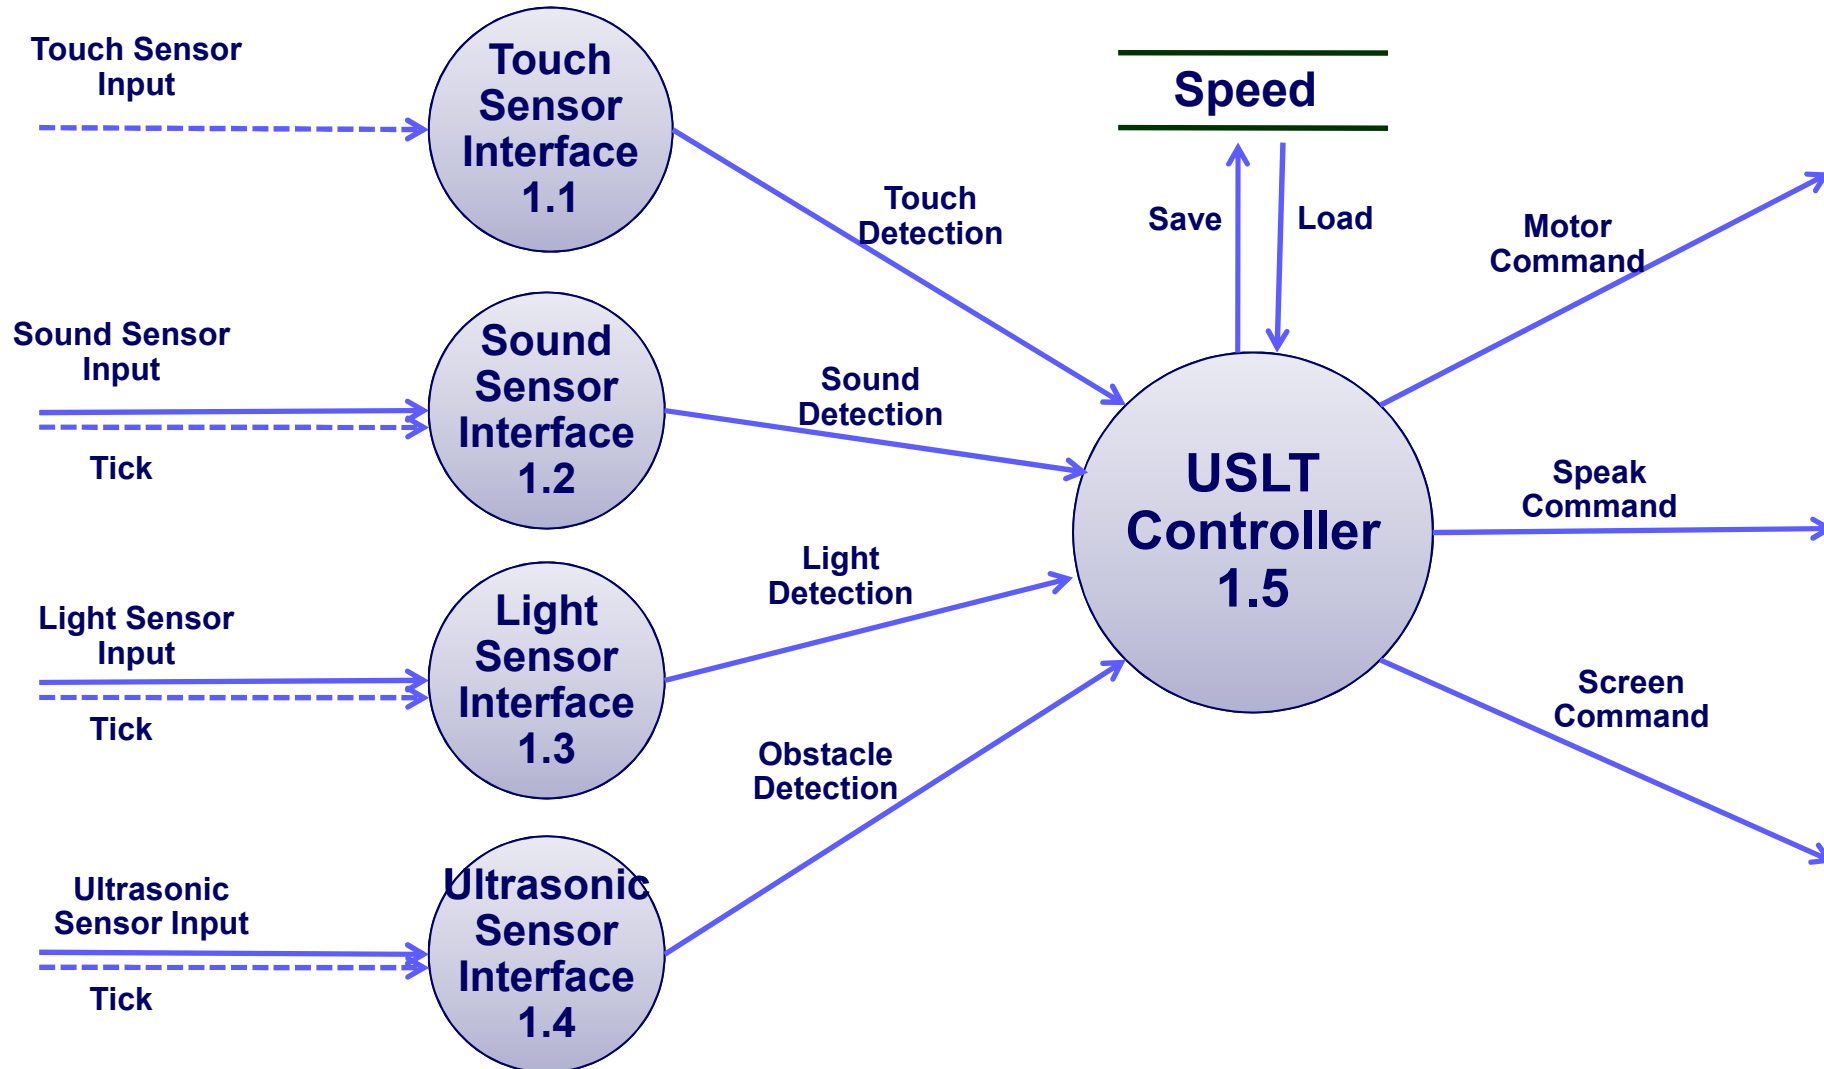 Touch Sensor
Input
Touch
Sensor
Interface
1.1
Touch
Detection
Speed
Save
Load
Motor
Command
Sound Sensor
Input
Tick
Sound
Sensor
Interface
1.2
Sound
Detection
USLT
Controller
1.5
Speak
Command
Light Sensor
Input
Tick
Light
Sensor
Interface
1.3
Light
Detection
Screen
Command
Ultrasonic
Sensor Input
Tick
Ultrasonic
Sensor
Interface
1.4
Obstacle
Detection